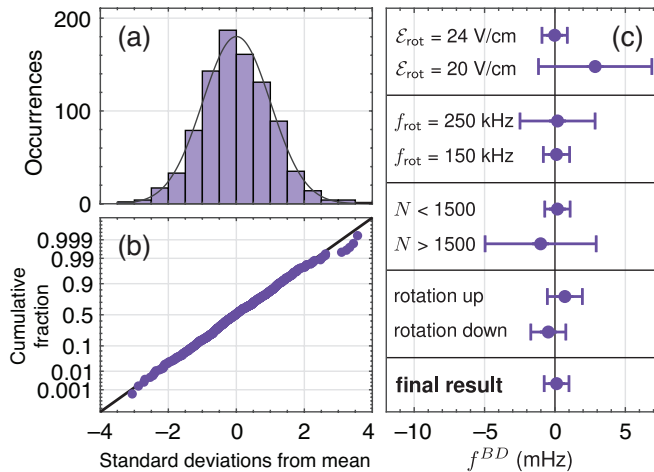 (a)
200
100
0
Occurrences
(b)
0.999
0.99
0.9
0.5
0.1
0.01
0.001
Cumulative
fraction
−4 −2 0 2 4
Standard deviations from mean
(c)
ℰrot = 24 V/cm
ℰrot = 20 V/cm
frot = 250 kHz
frot = 150 kHz
N < 1500
N > 1500
rotation up
rotation down
final result
−10 −5 0 5
f^BD (mHz)